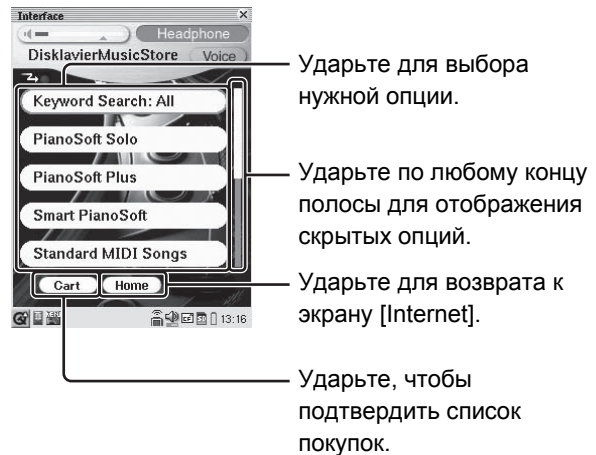 Interface
Headphone
DisklavierMusicStore Voice
Keyword Search: All
PianoSoft Solo
PianoSoft Plus
Smart PianoSoft
Standard MIDI Songs
Cart Home
13:16
Ударьте для выбора
нужной опции.
Ударьте по любому концу
полосы для отображения
скрытых опций.
Ударьте для возврата к
экрану [Internet].
Ударьте, чтобы
подтвердить список
покупок.